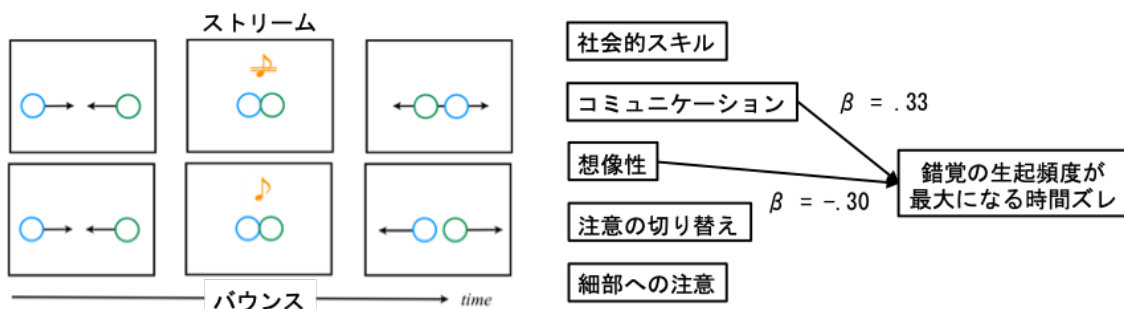 ストリーム
バウンス
time
社会的スキル
コミュニケーション
想像性
注意の切り替え
細部への注意
β = .33
β = -.30
錯覚の生起頻度が
最大になる時間ズレ